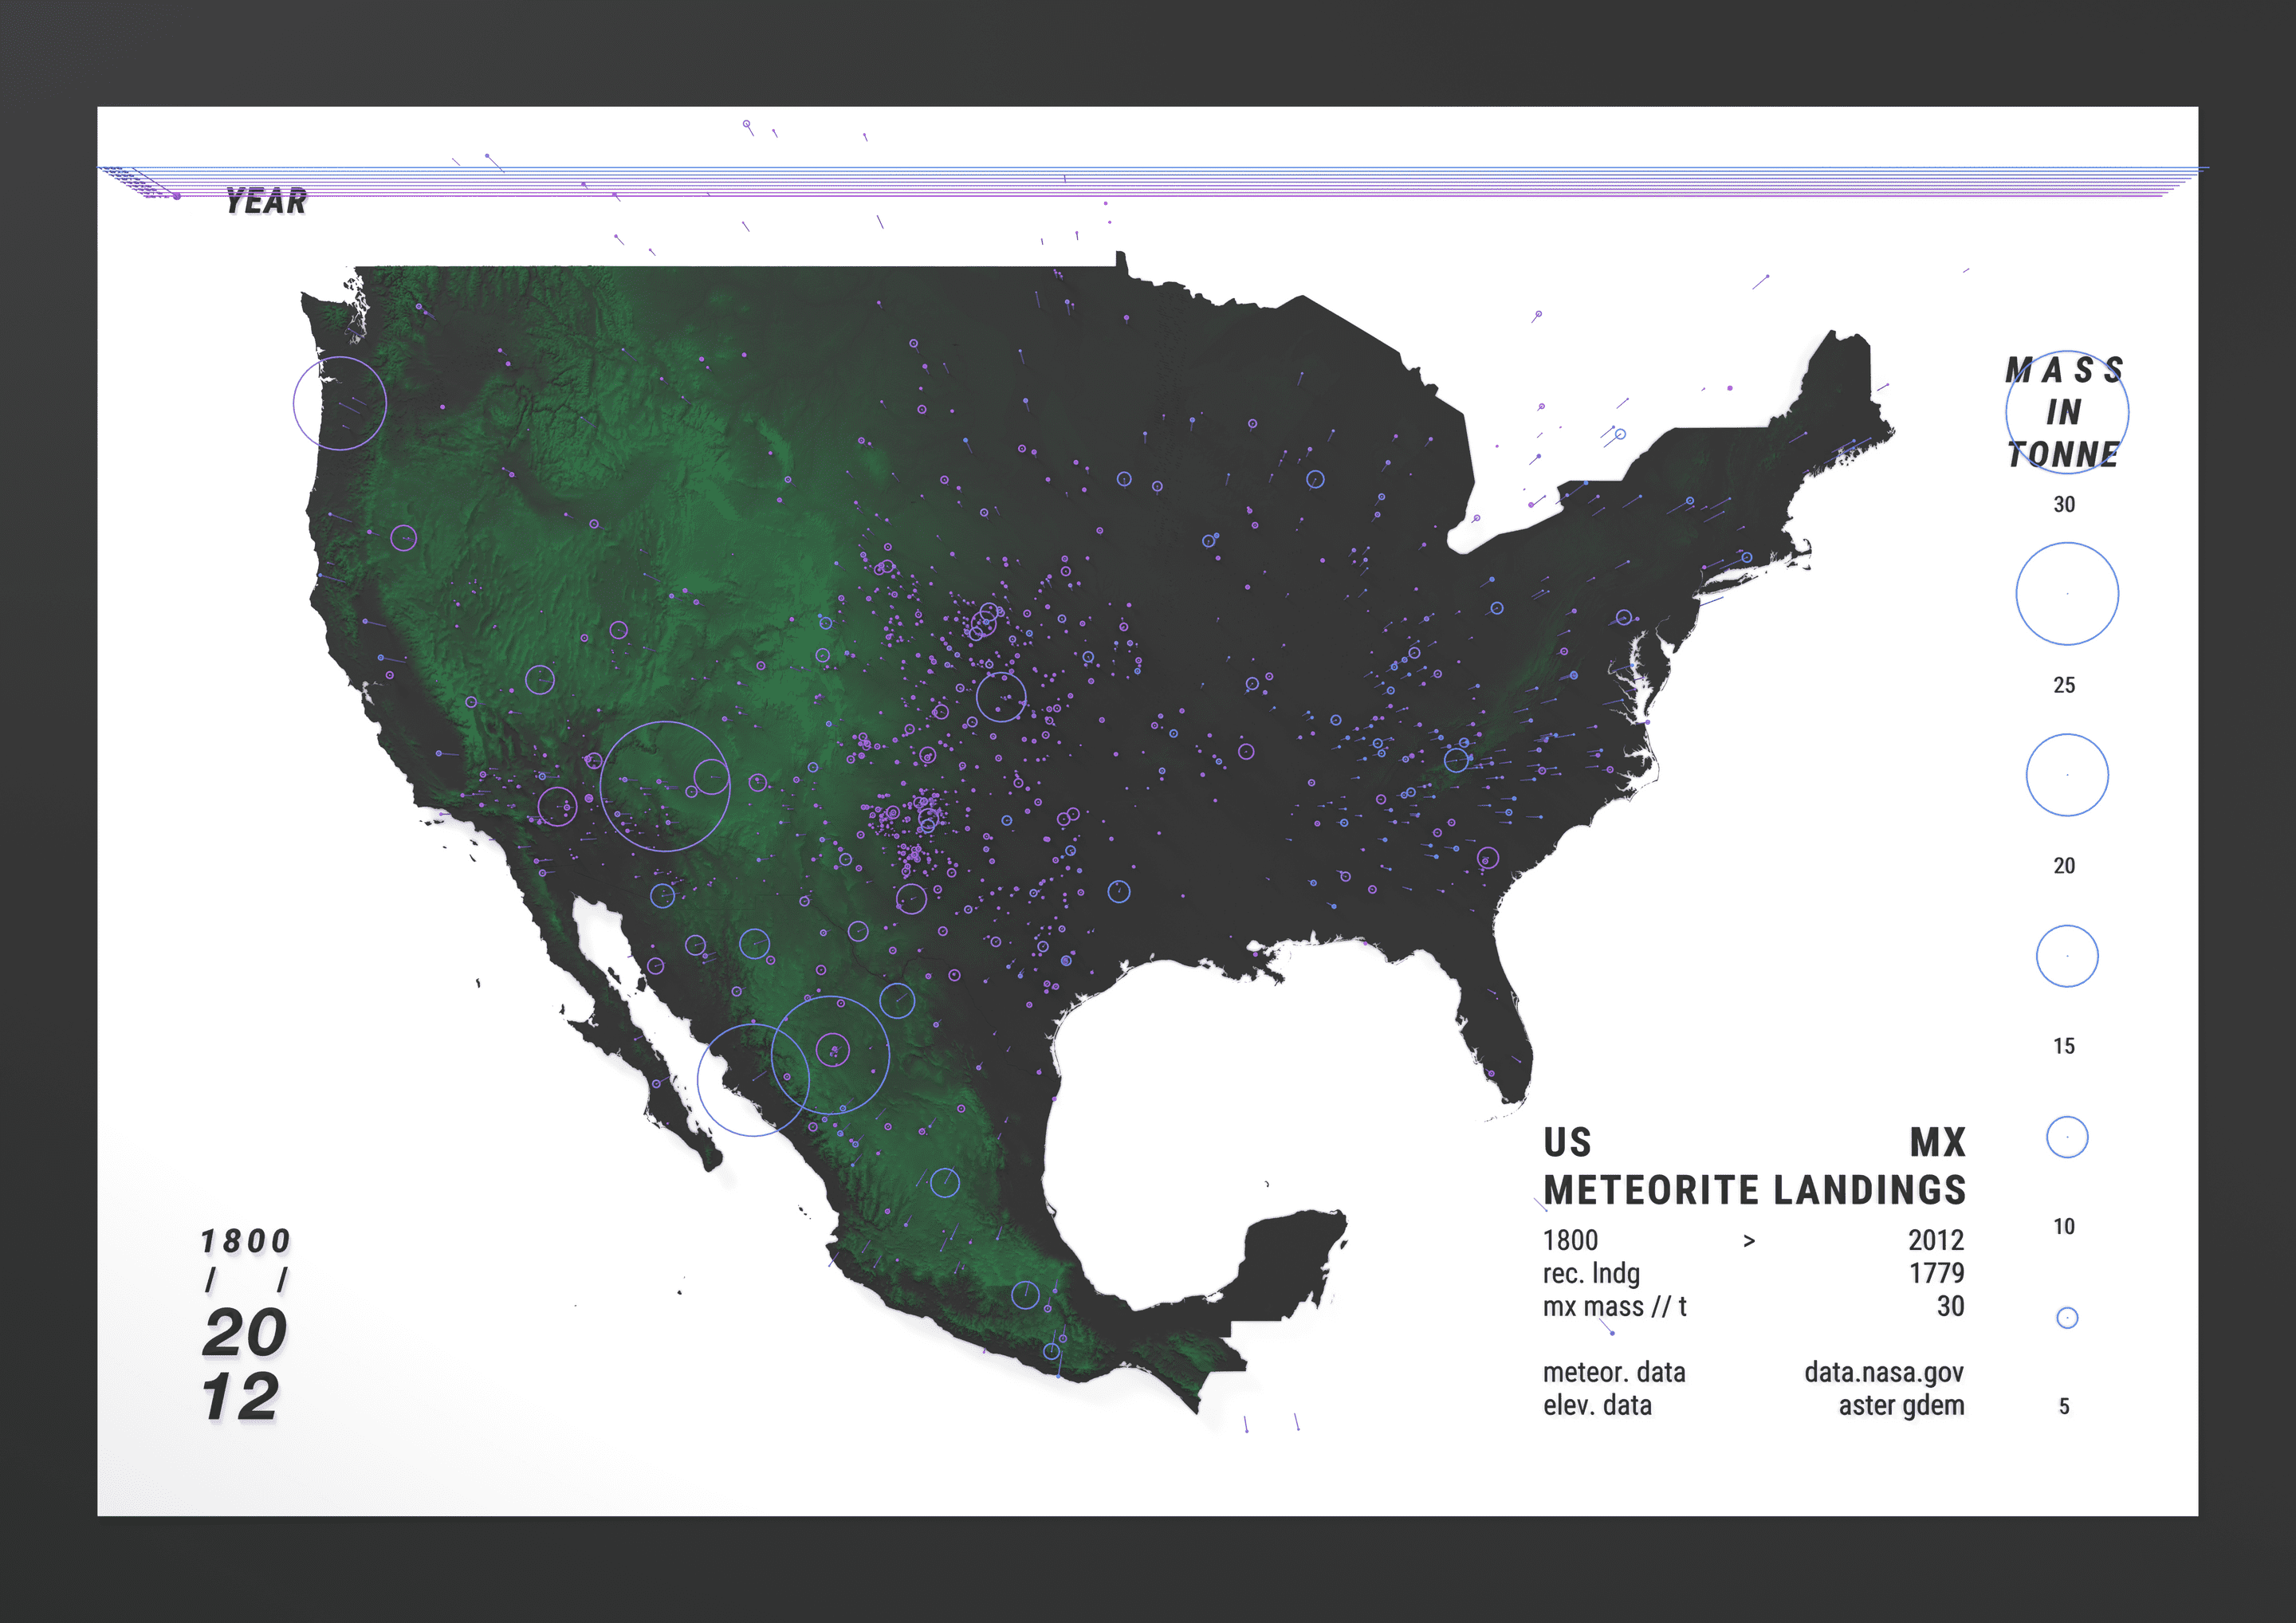 YEAR
MASS
IN
TONNE
30
25
20
15
10
5
US MX
METEORITE LANDINGS
1800 > 2012
rec. lndg 1779
mx mass // t 30
meteor. data data.nasa.gov
elev. data aster gdem
1800
/ /
20
12